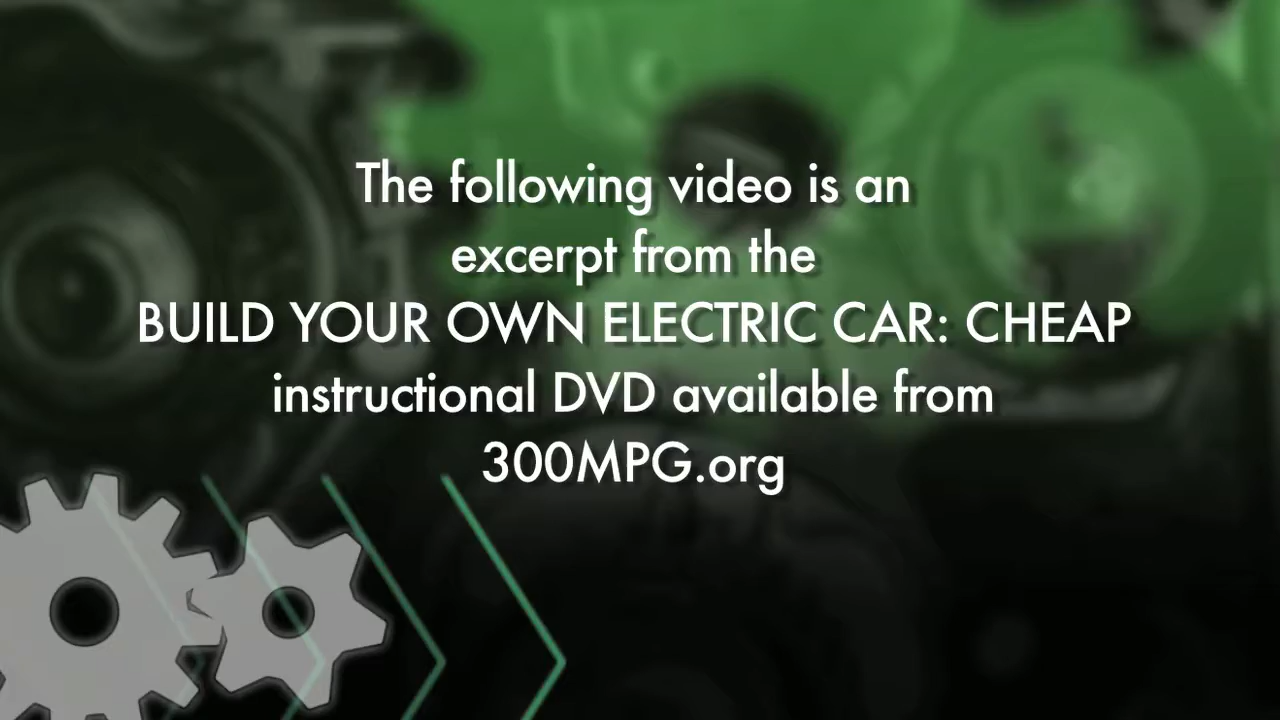 The following video is an
excerpt from the
BUILD YOUR OWN ELECTRIC CAR: CHEAP
instructional DVD available from
300MPG.org